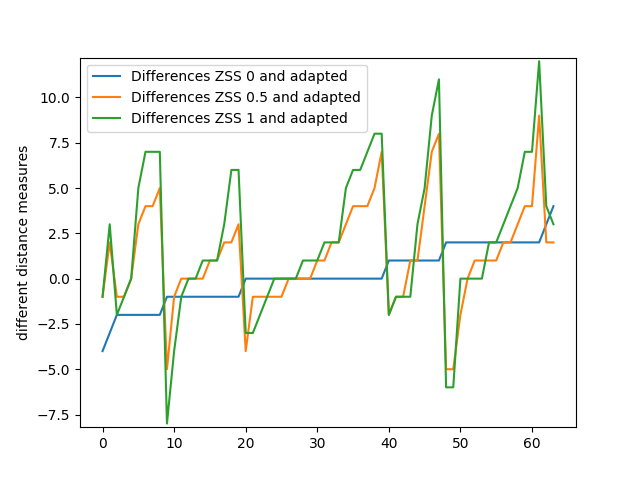 Differences ZSS 0 and adapted
Differences ZSS 0.5 and adapted
Differences ZSS 1 and adapted
different distance measures
10.0
7.5
5.0
2.5
0.0
−2.5
−5.0
−7.5
0 10 20 30 40 50 60